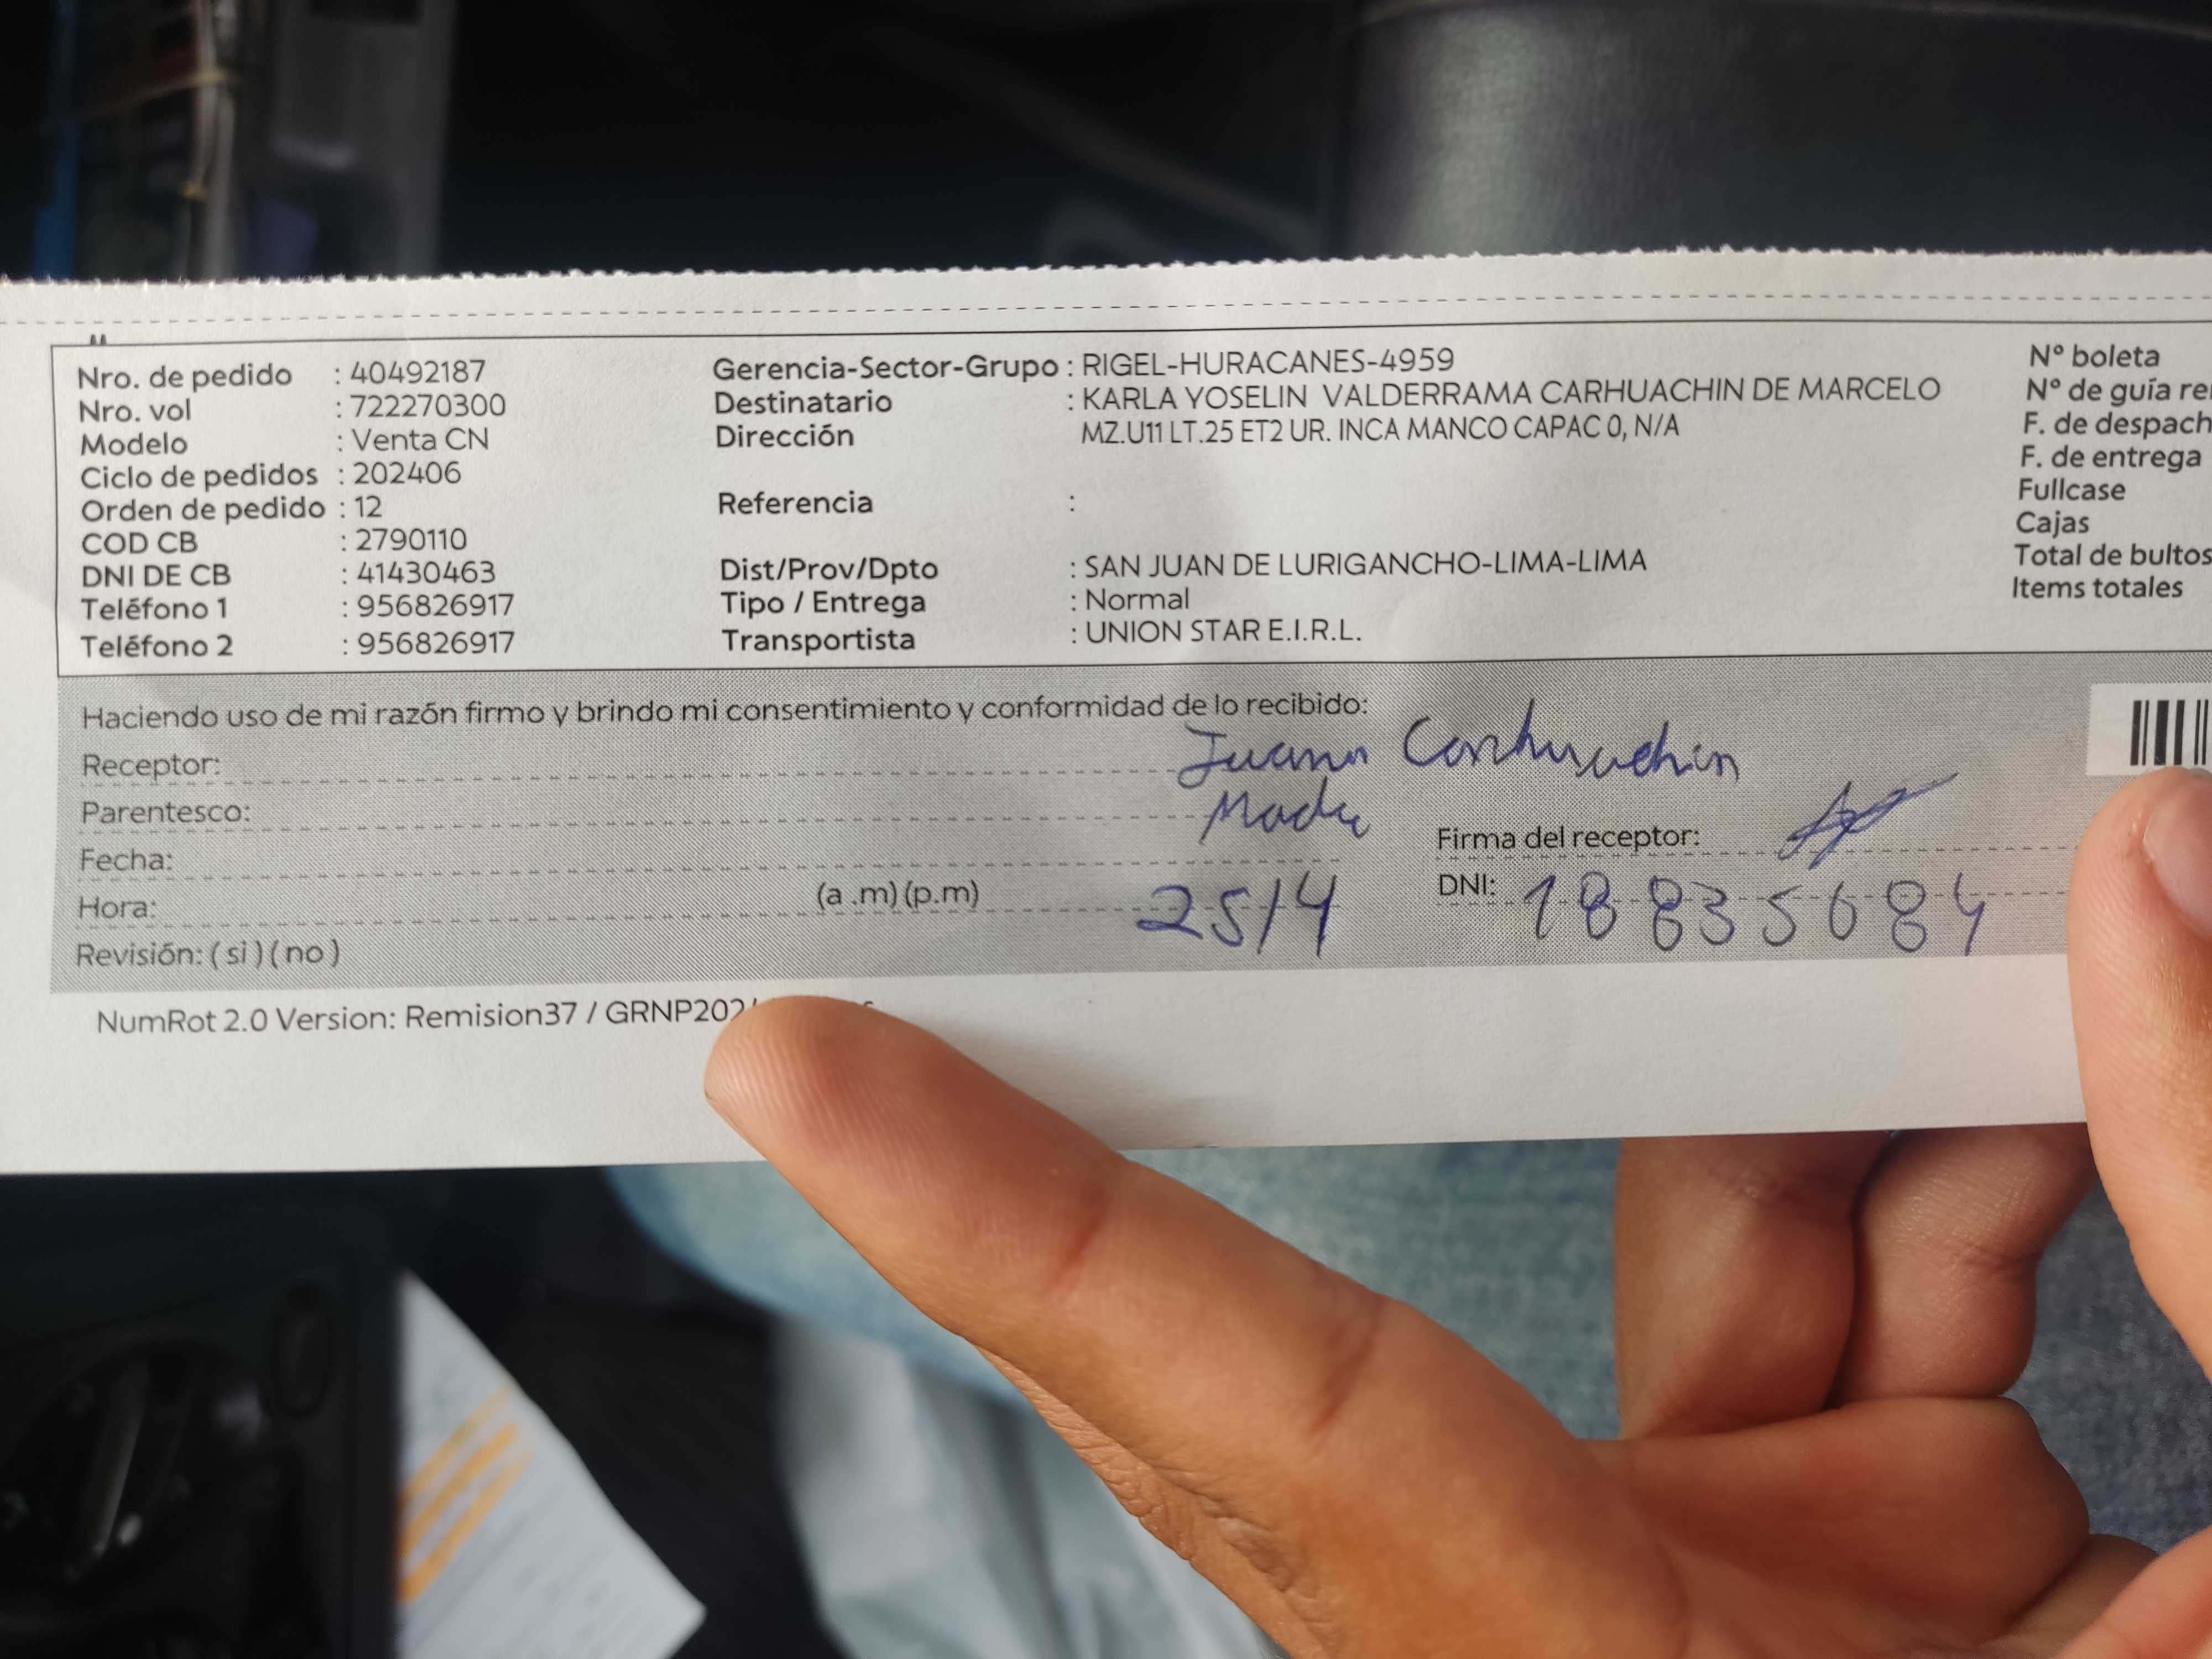 Nro. de pedido : 40492187
Nro. vol : 722270300
Modelo : Venta CN
Ciclo de pedidos : 202406
Orden de pedido : 12
COD CB : 2790110
DNI DE CB : 41430463
Teléfono 1 : 956826917
Teléfono 2 : 956826917
Gerencia-Sector-Grupo : RIGEL-HURACANES-4959
Destinatario : KARLA YOSELIN VALDERRAMA CARHUACHIN DE MARCELO
Dirección MZ.U11 LT.25 ET2 UR. INCA MANCO CAPAC 0, N/A
Referencia :
Dist/Prov/Dpto : SAN JUAN DE LURIGANCHO-LIMA-LIMA
Tipo / Entrega : Normal
Transportista : UNION STAR E.I.R.L.
Nº boleta
Nº de guía
F. de
F. de entrega
Fullcase
Cajas
Total de bultos
Items totales
Haciendo uso de mi razón firmo y brindo mi consentimiento y conformidad de lo recibido:
Receptor: Juana Carhuachin
Parentesco: Madre
Fecha: 25/4
Hora: (a .m) (p.m)
Revisión: ( si ) ( no )
Firma del receptor:
DNI: 18835684
NumRot 2.0 Version: Remision37 /